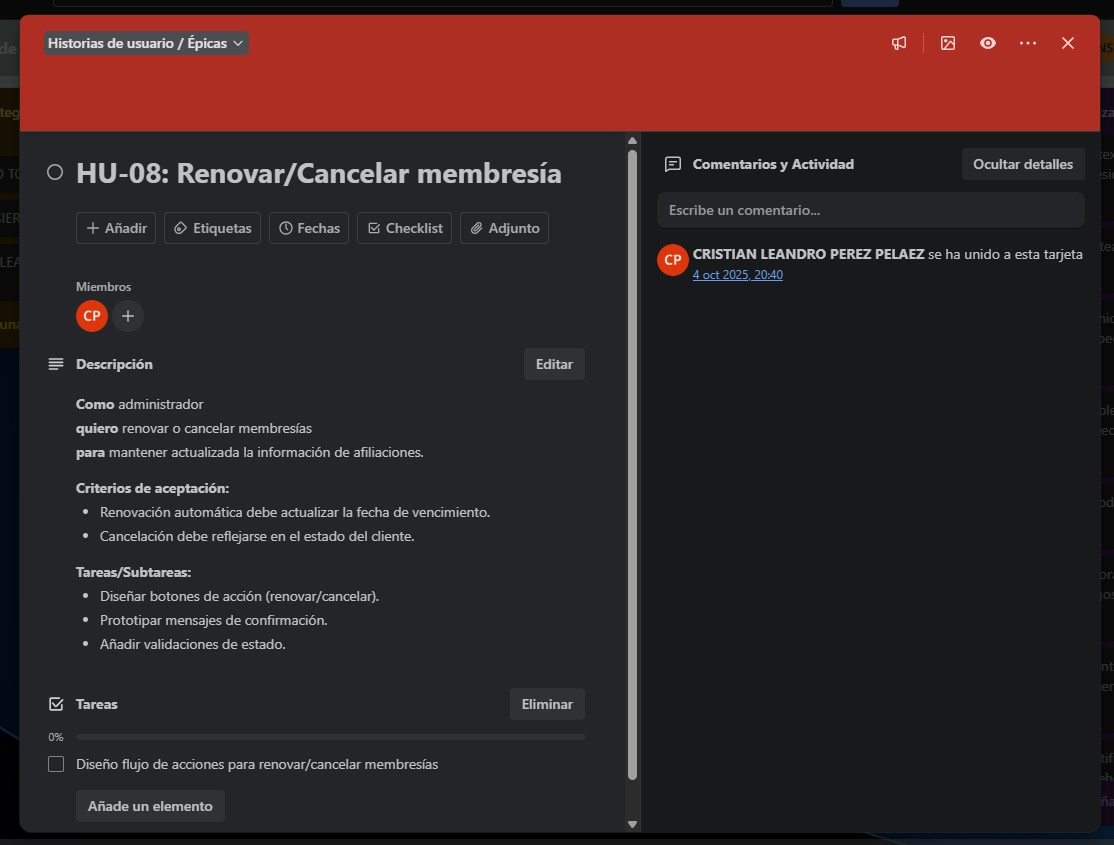 Historias de usuario / Épicas
HU-08: Renovar/Cancelar membresía
Añadir
Etiquetas
Fechas
Checklist
Adjunto
Miembros
CP
Descripción
Editar
Como administrador
quiero renovar o cancelar membresías
para mantener actualizada la información de afiliaciones.
Criterios de aceptación:
Renovación automática debe actualizar la fecha de vencimiento.
Cancelación debe reflejarse en el estado del cliente.
Tareas/Subtareas:
Diseñar botones de acción (renovar/cancelar).
Prototipar mensajes de confirmación.
Añadir validaciones de estado.
Tareas
Eliminar
0%
Diseño flujo de acciones para renovar/cancelar membresías
Añade un elemento
Comentarios y Actividad
Ocultar detalles
Escribe un comentario...
CP
CRISTIAN LEANDRO PEREZ PELAEZ se ha unido a esta tarjeta
4 oct 2025, 20:40